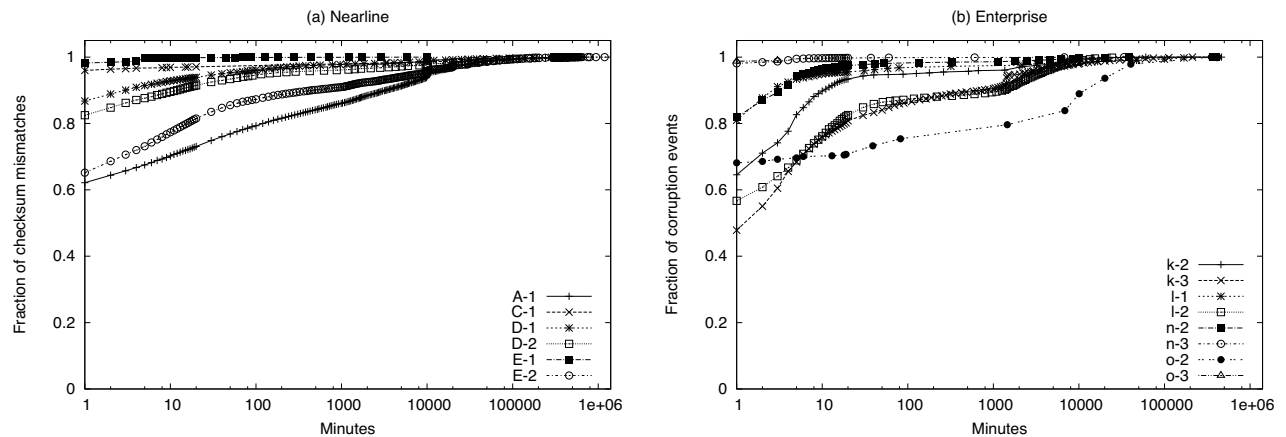 (a) Nearline
1
0.8
0.6
0.4
0.2
0
Fraction of checksum mismatches
A-1
C-1
D-1
D-2
E-1
E-2
1 10 100 1000 10000 100000 1e+06
Minutes
(b) Enterprise
1
0.8
0.6
0.4
0.2
0
Fraction of corruption events
k-2
k-3
l-1
l-2
n-2
n-3
o-2
o-3
1 10 100 1000 10000 100000 1e+06
Minutes